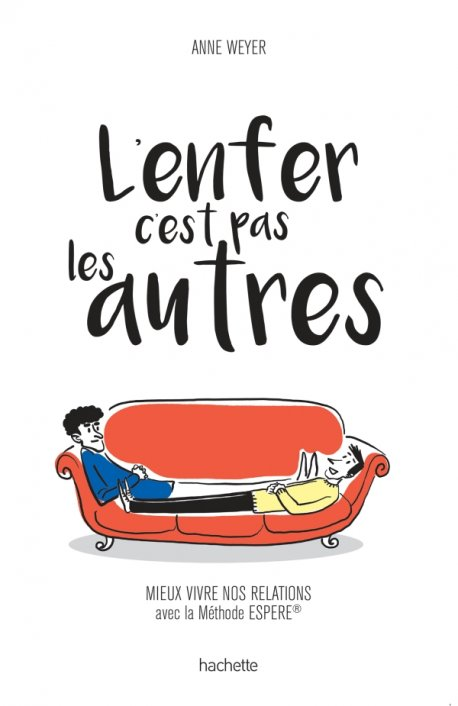 ANNE WEYER
L'enfer
c'est pas
les
autres
MIEUX VIVRE NOS RELATIONS
avec la Méthode ESPERE®
hachette